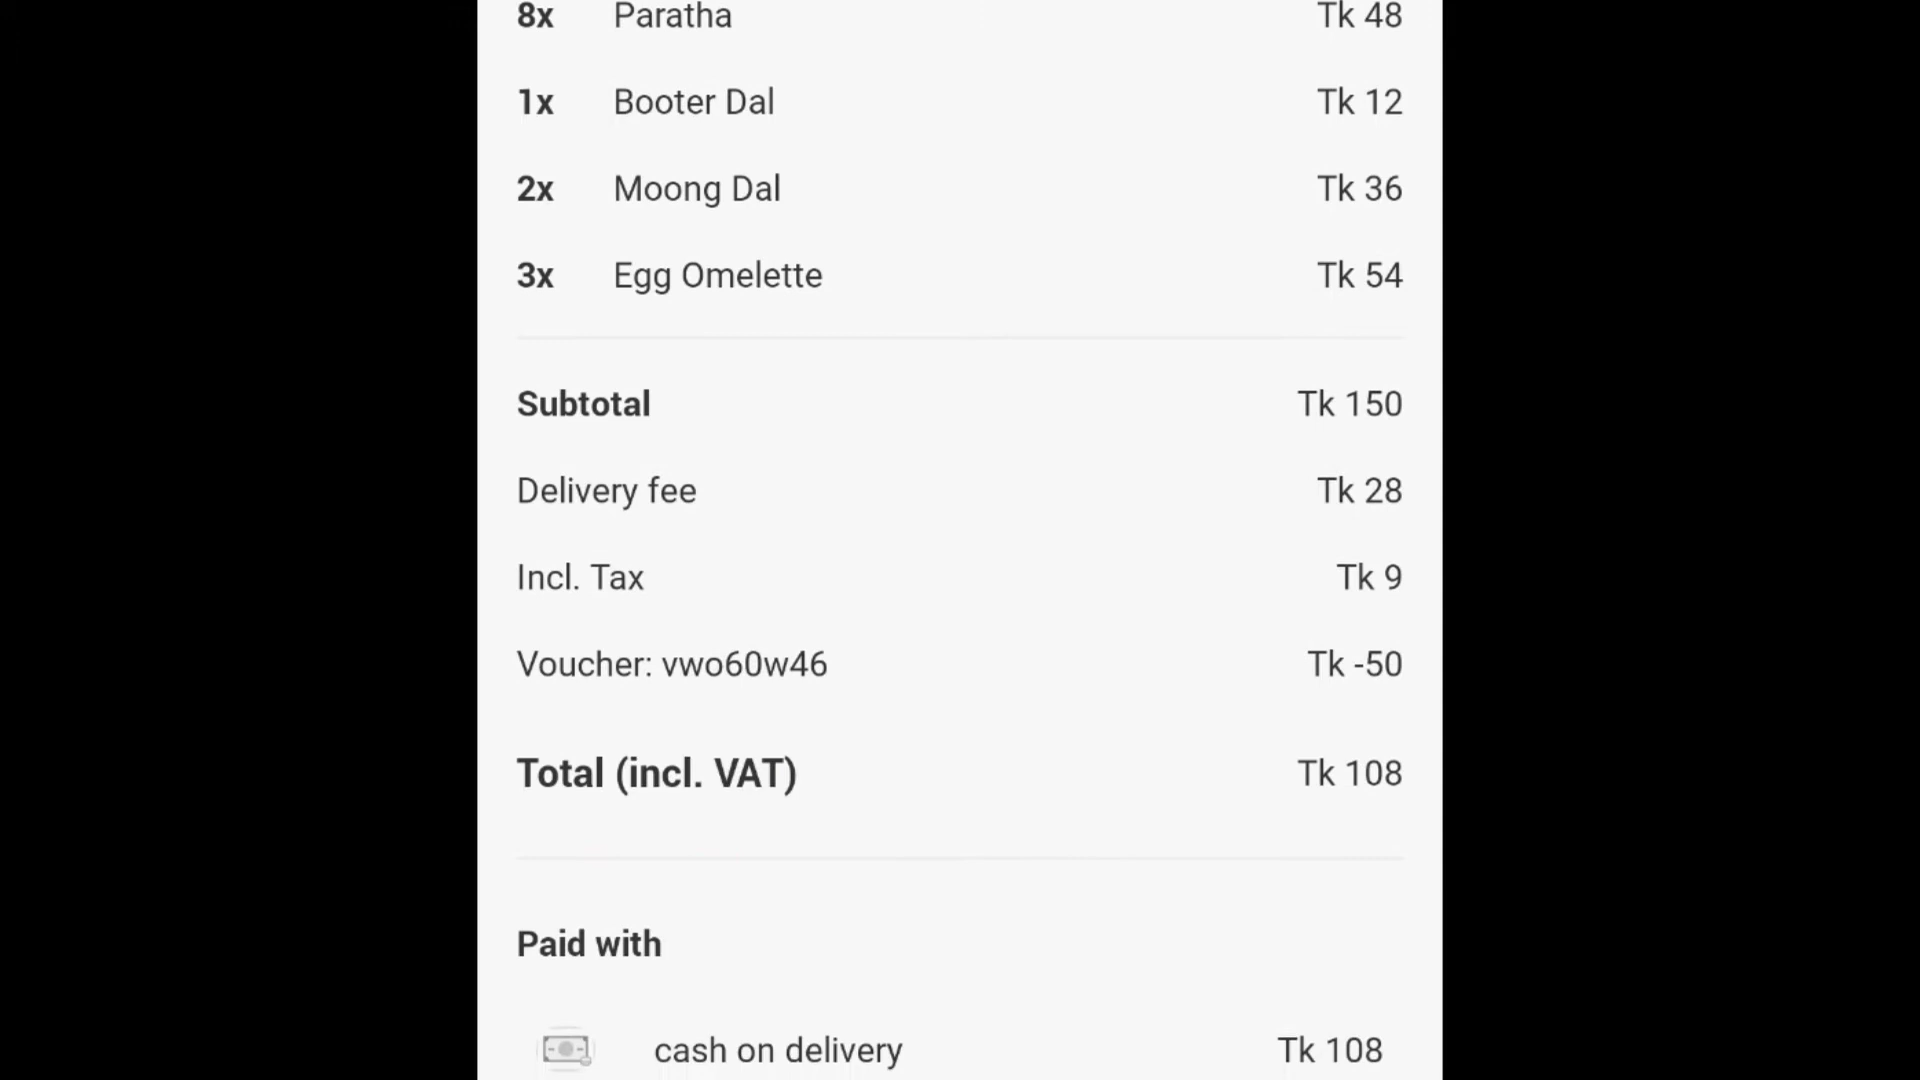 8x Paratha Tk 48
1x Booter Dal Tk 12
2x Moong Dal Tk 36
3x Egg Omelette Tk 54
Subtotal Tk 150
Delivery fee Tk 28
Incl. Tax Tk 9
Voucher: vwo60w46 Tk -50
Total (incl. VAT) Tk 108
Paid with
cash on delivery Tk 108